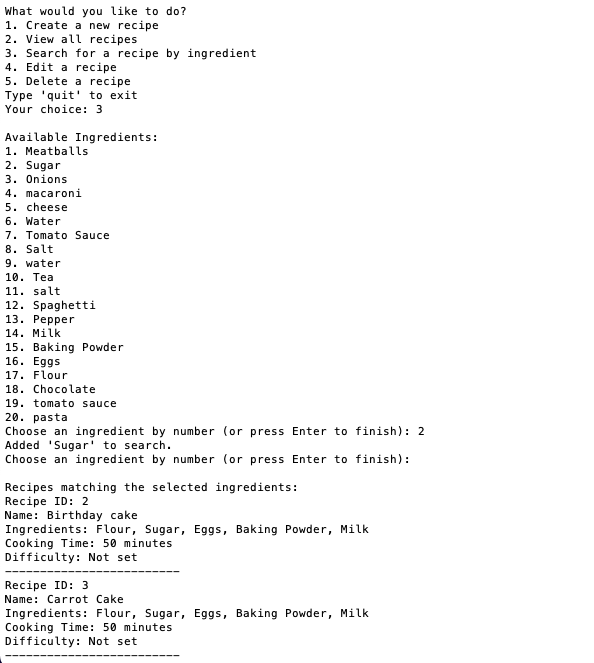 What would you like to do?
1. Create a new recipe
2. View all recipes
3. Search for a recipe by ingredient
4. Edit a recipe
5. Delete a recipe
Type 'quit' to exit
Your choice: 3
Available Ingredients:
1. Meatballs
2. Sugar
3. Onions
4. macaroni
5. cheese
6. Water
7. Tomato Sauce
8. Salt
9. water
10. Tea
11. salt
12. Spaghetti
13. Pepper
14. Milk
15. Baking Powder
16. Eggs
17. Flour
18. Chocolate
19. tomato sauce
20. pasta
Choose an ingredient by number (or press Enter to finish): 2
Added 'Sugar' to search.
Choose an ingredient by number (or press Enter to finish):
Recipes matching the selected ingredients:
Recipe ID: 2
Name: Birthday cake
Ingredients: Flour, Sugar, Eggs, Baking Powder, Milk
Cooking Time: 50 minutes
Difficulty: Not set
-------------------------
Recipe ID: 3
Name: Carrot Cake
Ingredients: Flour, Sugar, Eggs, Baking Powder, Milk
Cooking Time: 50 minutes
Difficulty: Not set
-------------------------